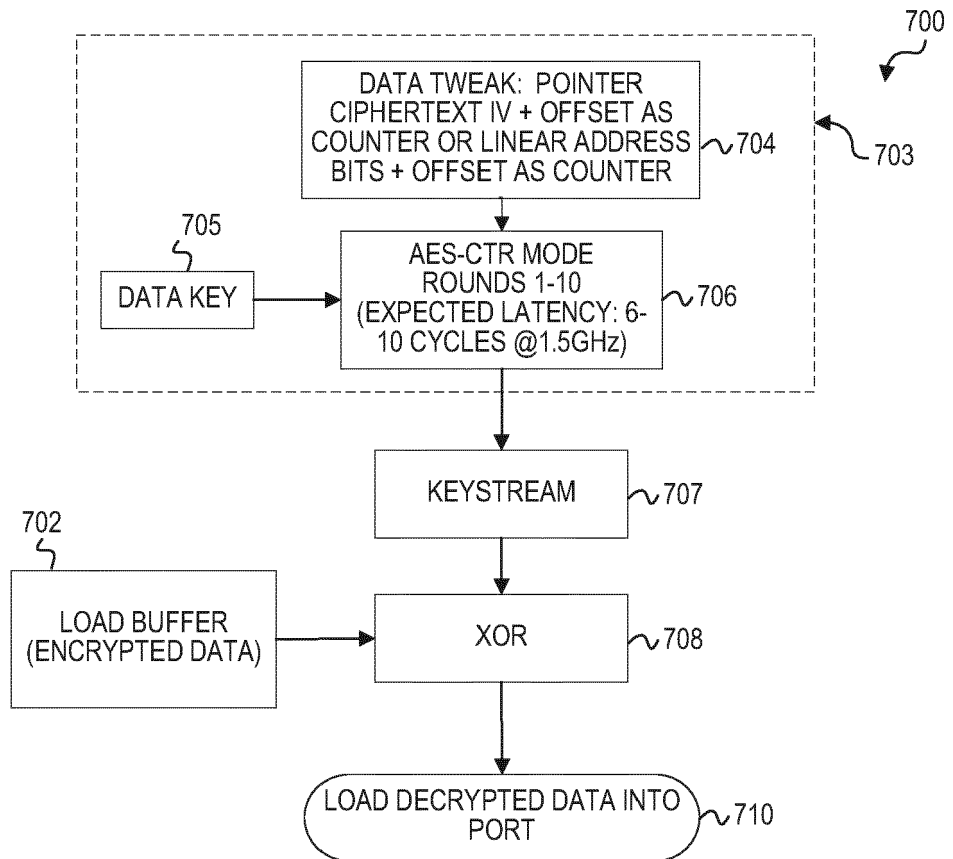 700
DATA TWEAK: POINTER
CIPHERTEXT IV + OFFSET AS
COUNTER OR LINEAR ADDRESS
BITS + OFFSET AS COUNTER
704
703
705
DATA KEY
AES-CTR MODE
ROUNDS 1-10
(EXPECTED LATENCY: 6-
10 CYCLES @1.5GHz)
706
KEYSTREAM
707
702
LOAD BUFFER
(ENCRYPTED DATA)
XOR
708
LOAD DECRYPTED DATA INTO
PORT
710